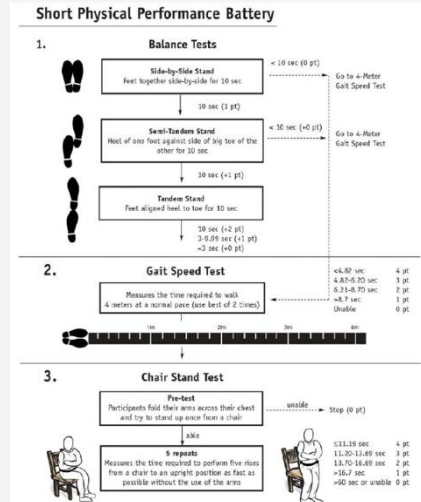 Short Physical Performance Battery
1.
Balance Tests
Side-by-Side Stand
Feet together side-by-side for 10 sec
< 10 sec (0 pt)
Go to 4-Meter
Gait Speed Test
10 sec (1 pt)
Semi-Tandem Stand
Heel of one foot against side of big toe of the
other for 10 sec
< 10 sec (+0 pt)
Go to 4-Meter
Gait Speed Test
10 sec (+1 pt)
Tandem Stand
Feet aligned heel to toe for 10 sec
10 sec (+2 pt)
3-9.99 sec (+1 pt)
<3 sec (+0 pt)
2.
Gait Speed Test
Measures the time required to walk
4 meters at a normal pace (use best of 2 times)
<4.82 sec 4 pt
4.82-6.20 sec 3 pt
6.21-8.70 sec 2 pt
>8.7 sec 1 pt
Unable 0 pt
1m 2m 3m 4m
3.
Chair Stand Test
Pre-test
Participants fold their arms across their chest
and try to stand up once from a chair
unable
Stop (0 pt)
able
5 repeats
Measures the time required to perform five rises
from a chair to an upright position as fast as
possible without the use of the arms
≤11.19 sec 4 pt
11.20-13.69 sec 3 pt
13.70-16.69 sec 2 pt
>16.7 sec 1 pt
>60 sec or unable 0 pt